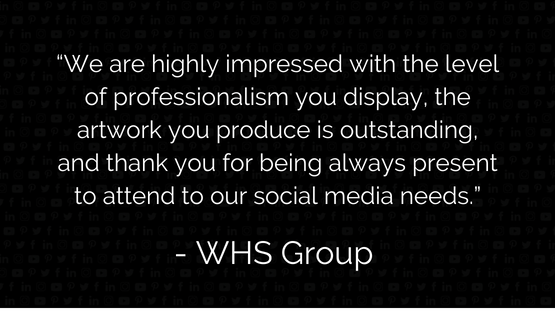 “We are highly impressed with the level
of professionalism you display, the
artwork you produce is outstanding,
and thank you for being always present
to attend to our social media needs.”
- WHS Group